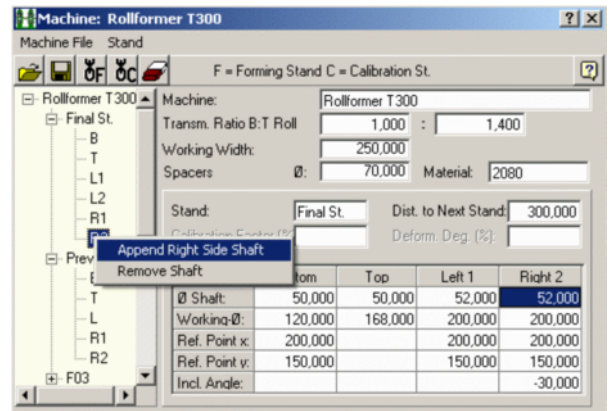 Machine: Rollformer T300
Machine File Stand
F = Forming Stand C = Calibration St.
Rollformer T300
Final St.
B
T
L1
L2
R1
R2
T
L
R1
R2
F03
Machine: Rollformer T300
Transm. Ratio B:T Roll 1,000 : 1,400
Working Width: 250,000
Spacers Ø: 70,000 Material: 2080
Stand: Final St. Dist. to Next Stand: 300,000
Deform. Deg. (%):
Append Right Side Shaft
Remove Shaft
Top Left 1 Right 2
Ø Shaft: 50,000 50,000 52,000 52,000
Working-Ø: 120,000 168,000 200,000 200,000
Ref. Point x: 200,000 200,000 200,000
Ref. Point y: 150,000 150,000 150,000
Incl. Angle: -30,000